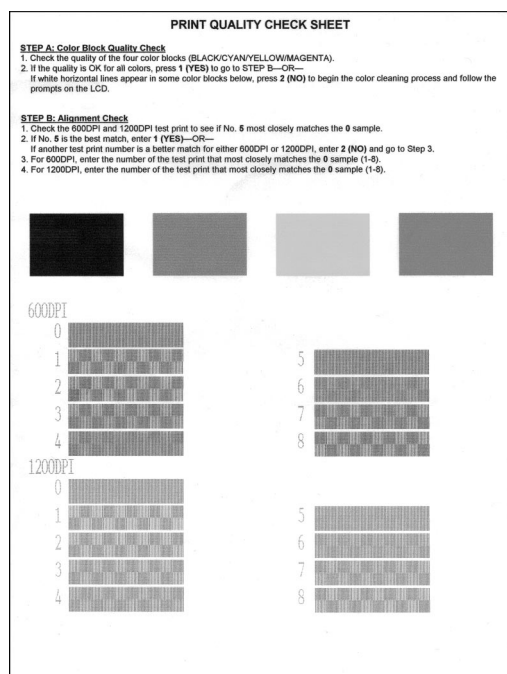 PRINT QUALITY CHECK SHEET
STEP A: Color Block Quality Check
1. Check the quality of the four color blocks (BLACK/CYAN/YELLOW/MAGENTA).
2. If the quality is OK for all colors, press 1 (YES) to go to STEP B—OR—
If white horizontal lines appear in some color blocks below, press 2 (NO) to begin the color cleaning process and follow the
prompts on the LCD.
STEP B: Alignment Check
1. Check the 600DPI and 1200DPI test print to see if No. 5 most closely matches the 0 sample.
2. If No. 5 is the best match, enter 1 (YES)—OR—
If another test print number is a better match for either 600DPI or 1200DPI, enter 2 (NO) and go to Step 3.
3. For 600DPI, enter the number of the test print that most closely matches the 0 sample (1-8).
4. For 1200DPI, enter the number of the test print that most closely matches the 0 sample (1-8).
600DPI
0
1
2
3
4
5
6
7
8
1200DPI
0
1
2
3
4
5
6
7
8